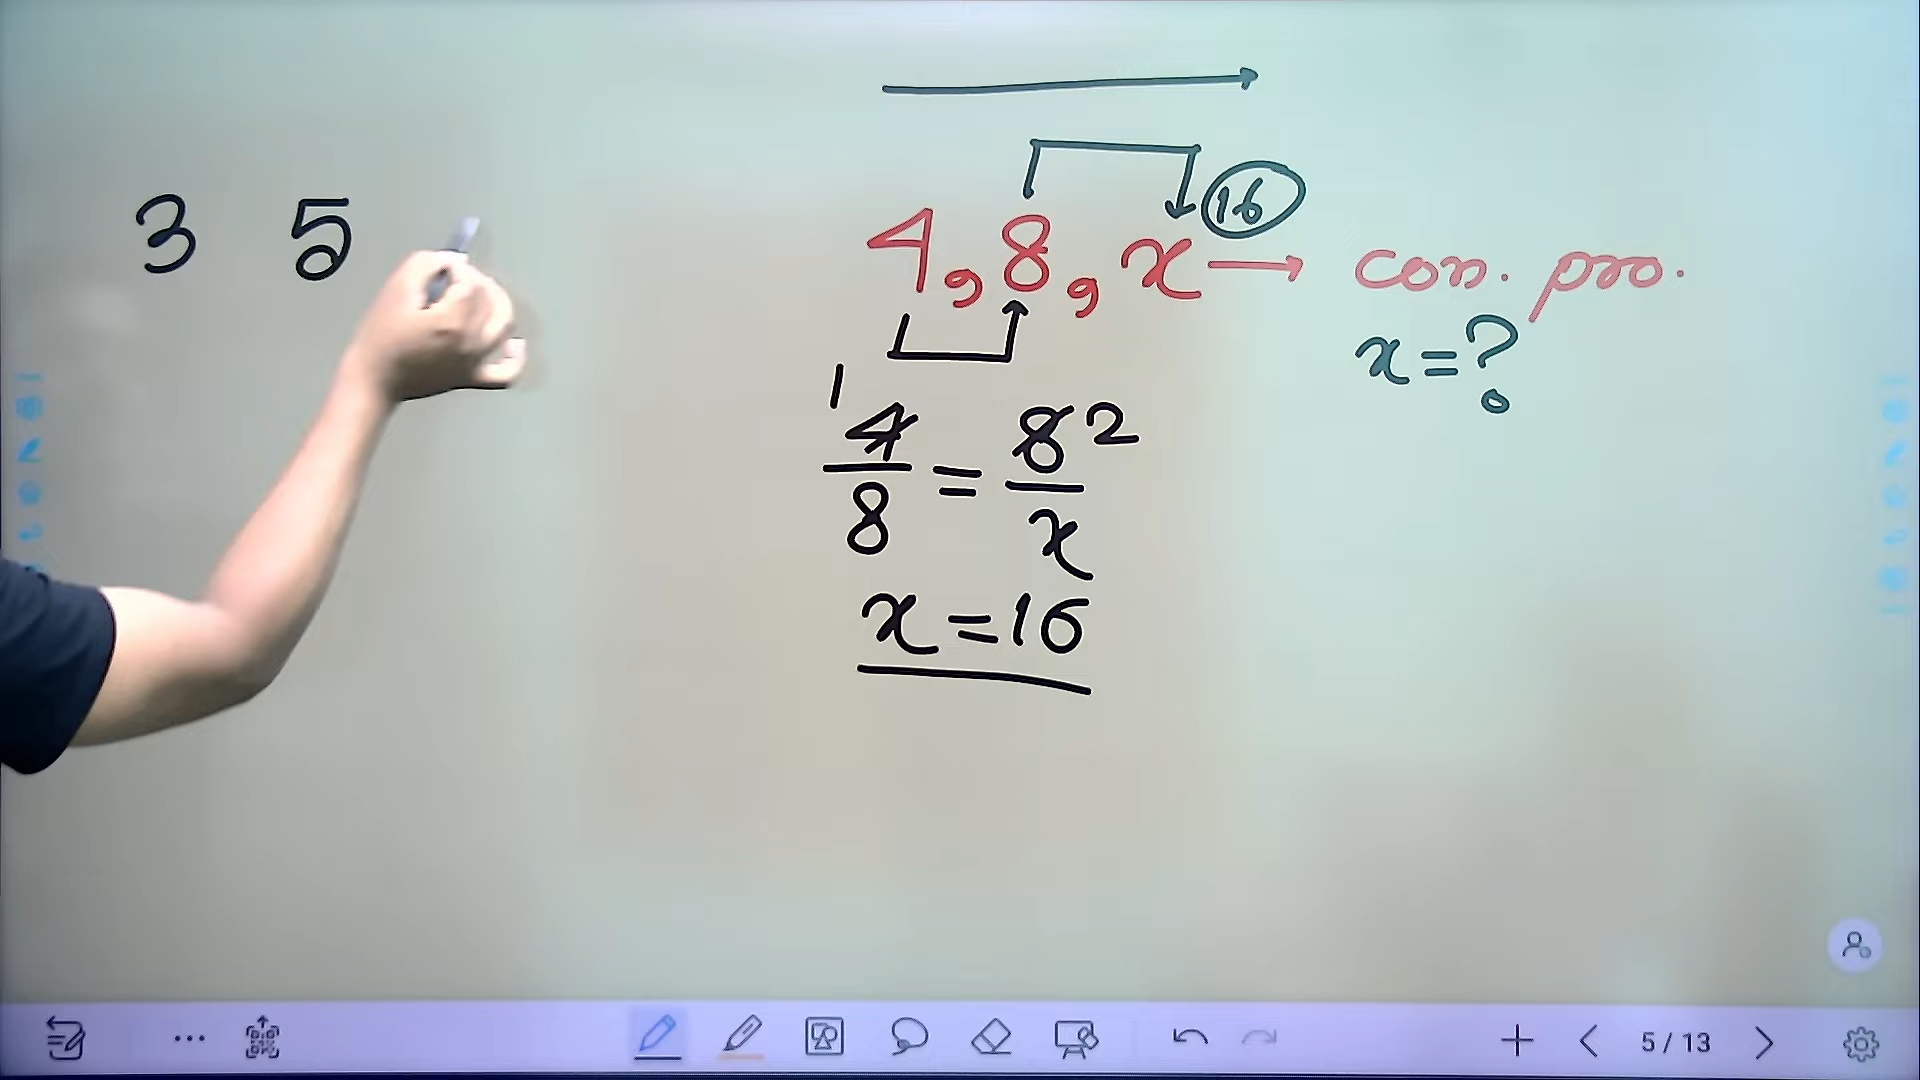 3 5
16
4, 8, x → con. pro.
x = ?
1 4/8 = 8/x 2
x = 16
5 / 13